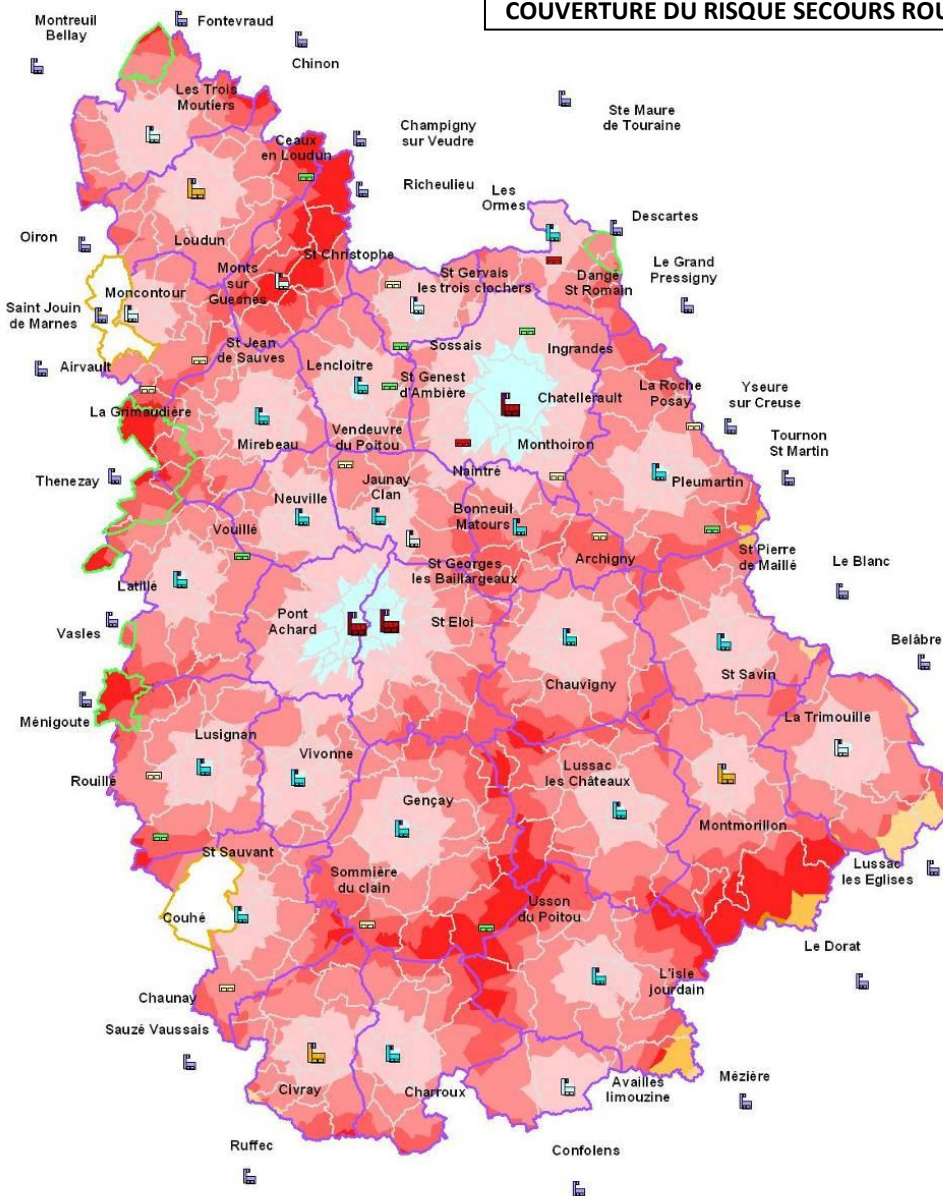 COUVERTURE DU RISQUE SECOURS ROU
Montreuil
Bellay
Fontevraud
Chinon
Les Trois
Moutiers
Ste Maure
de Touraine
Champigny
sur Veudre
Ceaux
en Loudun
Richeulieu
Les
Ormes
Descartes
Oiron
Loudun
St Christophe
Monts
sur
Guesnes
St Gervais
les trois clochers
Dangé
St Romain
Le Grand
Pressigny
Moncontour
Saint Jouin
de Marnes
Airvault
St Jean
de Sauves
Lencloitre
Sossais
Ingrandes
St Genest
d'Ambière
Chatellerault
La Roche
Posay
Yseure
sur Creuse
La Grimaudière
Mirebeau
Vendeuvre
du Poitou
Monthoiron
Tournon
St Martin
Thenezay
Naintré
Pleumartin
Neuville
Jaunay
Clan
Bonneuil
Matours
Vouillé
Archigny
St Pierre
de Maillé
St Georges
les Baillargeaux
Le Blanc
Latillé
Pont
Achard
St Eloi
Vasles
Belâbre
Chauvigny
St Savin
Ménigoute
Lusignan
La Trimouille
Vivonne
Rouillé
Lussac
les Châteaux
Gençay
Montmorillon
St Sauvant
Sommière
du clain
Lussac
les Eglises
Usson
du Poitou
Couhé
Le Dorat
L'isle
jourdain
Chaunay
Sauzé Vaussais
Civray
Charroux
Availles
limouzine
Mézière
Ruffec
Confolens